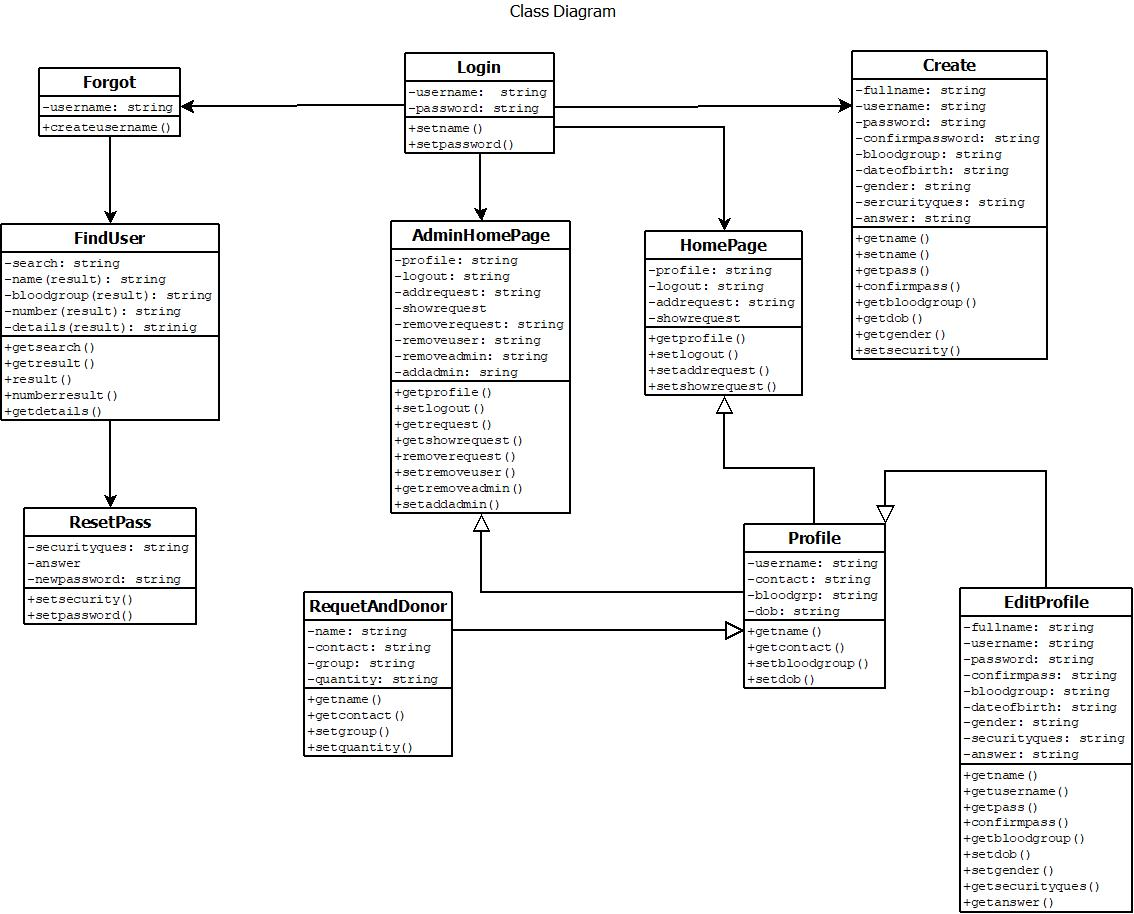 Class Diagram
Forgot
-username: string
+createusername()
Login
-username:  string
-password: string
+setname()
+setpassword()
Create
-fullname: string
-username: string
-password: string
-confirmpassword: string
-bloodgroup: string
-dateofbirth: string
-gender: string
-sercurityques: string
-answer: string
+getname()
+setname()
+getpass()
+confirmpass()
+getbloodgroup()
+getdob()
+getgender()
+setsecurity()
FindUser
-search: string
-name(result): string
-bloodgroup(result): string
-number(result): string
-details(result): strinig
+getsearch()
+getresult()
+result()
+numberresult()
+getdetails()
AdminHomePage
-profile: string
-logout: string
-addrequest: string
-showrequest
-removerequest: string
-removeuser: string
-removeadmin: string
-addadmin: sring
+getprofile()
+setlogout()
+getrequest()
+getshowrequest()
+removerequest()
+setremoveuser()
+getremoveadmin()
+setaddadmin()
HomePage
-profile: string
-logout: string
-addrequest: string
-showrequest
+getprofile()
+setlogout()
+setaddrequest()
+setshowrequest()
ResetPass
-securityques: string
-answer
-newpassword: string
+setsecurity()
+setpassword()
RequetAndDonor
-name: string
-contact: string
-group: string
-quantity: string
+getname()
+getcontact()
+setgroup()
+setquantity()
Profile
-username: string
-contact: string
-bloodgrp: string
-dob: string
+getname()
+getcontact()
+setbloodgroup()
+setdob()
EditProfile
-fullname: string
-username: string
-password: string
-confirmpass: string
-bloodgroup: string
-dateofbirth: string
-gender: string
-securityques: string
-answer: string
+getname()
+getusername()
+getpass()
+confirmpass()
+getbloodgroup()
+setdob()
+setgender()
+getsecurityques()
+getanswer()